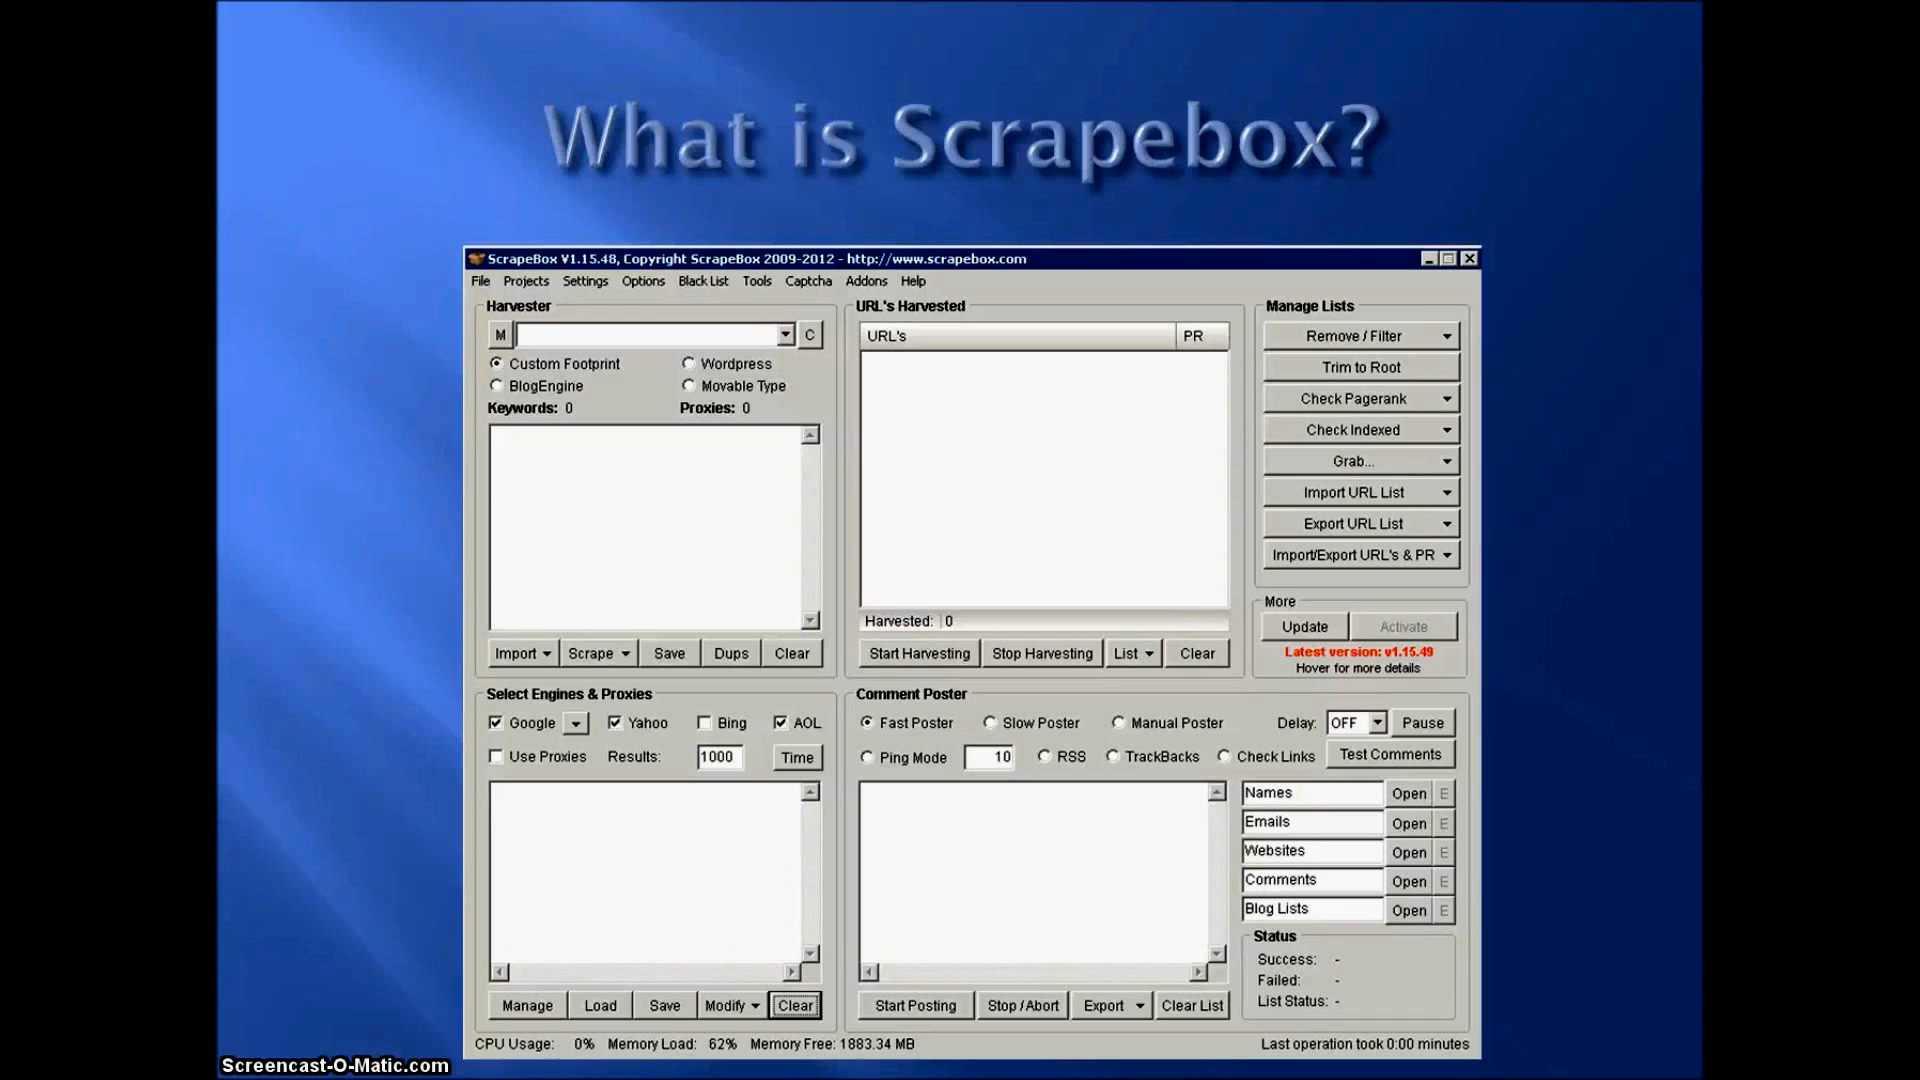 What is Scrapebox?
ScrapeBox V1.15.48, Copyright ScrapeBox 2009-2012 - http://www.scrapebox.com
File Projects Settings Options Black List Tools Captcha Addons Help
Harvester
M C
Custom Footprint Wordpress
BlogEngine Movable Type
Keywords: 0 Proxies: 0
Import Scrape Save Dups Clear
URL's Harvested
URL's PR
Harvested: 0
Start Harvesting Stop Harvesting List Clear
Manage Lists
Remove / Filter
Trim to Root
Check Pagerank
Check Indexed
Grab...
Import URL List
Export URL List
Import/Export URL's & PR
More
Update Activate
Latest version: v1.15.49
Hover for more details
Select Engines & Proxies
Google Yahoo Bing AOL
Use Proxies Results: 1000 Time
Manage Load Save Modify Clear
Comment Poster
Fast Poster Slow Poster Manual Poster Delay: OFF Pause
Ping Mode 10 RSS TrackBacks Check Links Test Comments
Names Open E
Emails Open E
Websites Open E
Comments Open E
Blog Lists Open E
Status
Success: -
Failed: -
List Status: -
Start Posting Stop / Abort Export Clear List
CPU Usage: 0% Memory Load: 62% Memory Free: 1883.34 MB Last operation took 0:00 minutes
Screencast-O-Matic.com